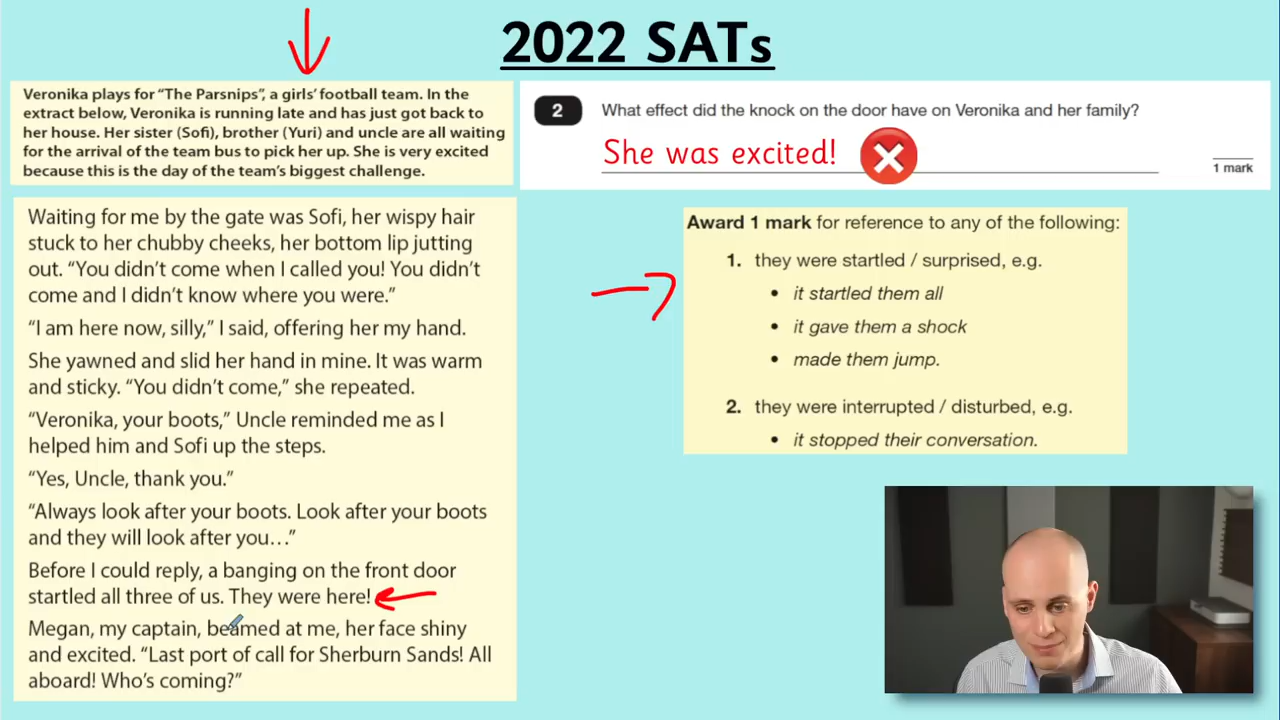 2022 SATs
Veronika plays for “The Parsnips”, a girls’ football team. In the
extract below, Veronika is running late and has just got back to
her house. Her sister (Sofi), brother (Yuri) and uncle are all waiting
for the arrival of the team bus to pick her up. She is very excited
because this is the day of the team’s biggest challenge.
Waiting for me by the gate was Sofi, her wispy hair
stuck to her chubby cheeks, her bottom lip jutting
out. “You didn’t come when I called you! You didn’t
come and I didn’t know where you were.”
“I am here now, silly,” I said, offering her my hand.
She yawned and slid her hand in mine. It was warm
and sticky. “You didn’t come,” she repeated.
“Veronika, your boots,” Uncle reminded me as I
helped him and Sofi up the steps.
“Yes, Uncle, thank you.”
“Always look after your boots. Look after your boots
and they will look after you…”
Before I could reply, a banging on the front door
startled all three of us. They were here!
Megan, my captain, beamed at me, her face shiny
and excited. “Last port of call for Sherburn Sands! All
aboard! Who’s coming?”
2 What effect did the knock on the door have on Veronika and her family?
She was excited!
1 mark
Award 1 mark for reference to any of the following:
1. they were startled / surprised, e.g.
• it startled them all
• it gave them a shock
• made them jump.
2. they were interrupted / disturbed, e.g.
• it stopped their conversation.